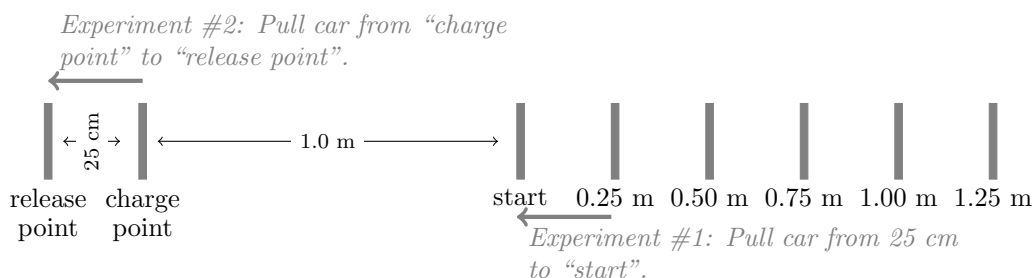 Experiment #2: Pull car from “charge
point” to “release point”.
25 cm
1.0 m
release
point
charge
point
start
0.25 m
0.50 m
0.75 m
1.00 m
1.25 m
Experiment #1: Pull car from 25 cm
to “start”.